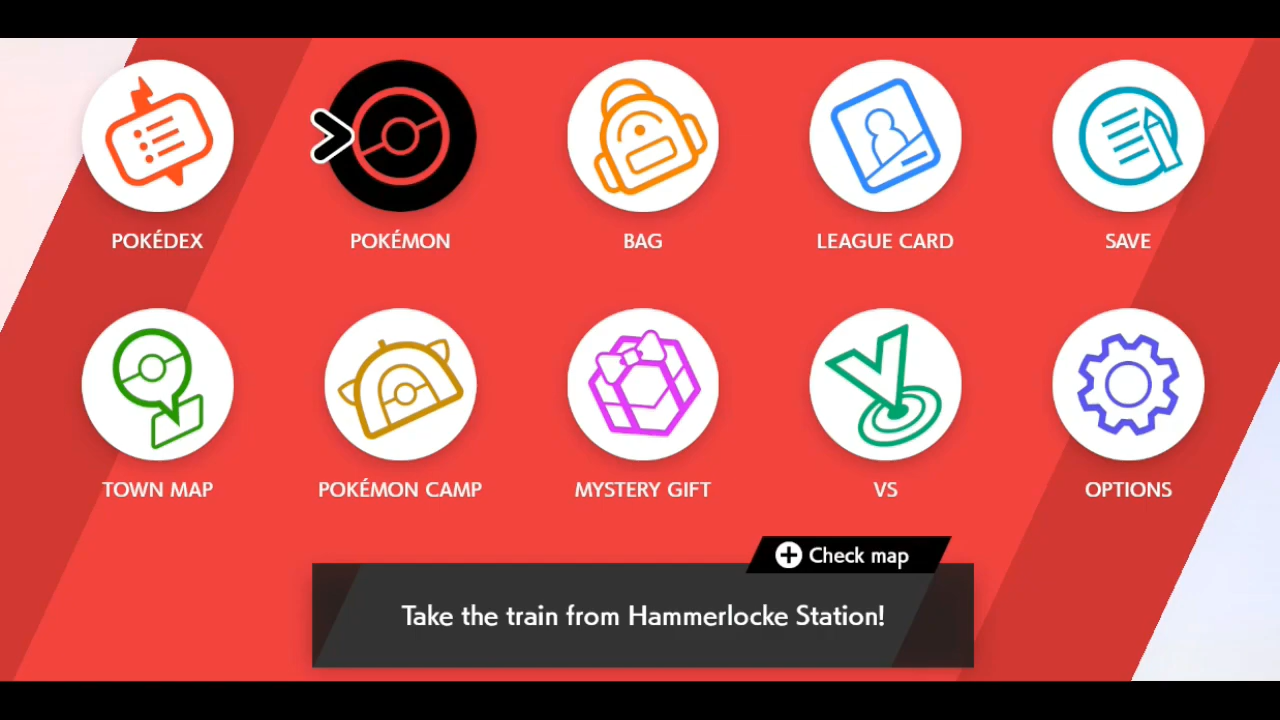 POKÉDEX
POKÉMON
BAG
LEAGUE CARD
SAVE
TOWN MAP
POKÉMON CAMP
MYSTERY GIFT
VS
OPTIONS
Check map
Take the train from Hammerlocke Station!